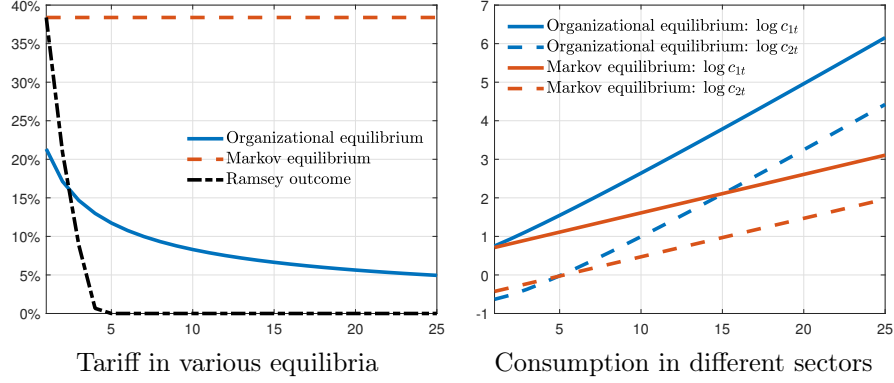 40%
35%
30%
25%
20%
15%
10%
5%
0%
Organizational equilibrium
Markov equilibrium
Ramsey outcome
5 10 15 20 25
Tariff in various equilibria
7
6
5
4
3
2
1
0
-1
Organizational equilibrium: log c1t
Organizational equilibrium: log c2t
Markov equilibrium: log c1t
Markov equilibrium: log c2t
5 10 15 20 25
Consumption in different sectors